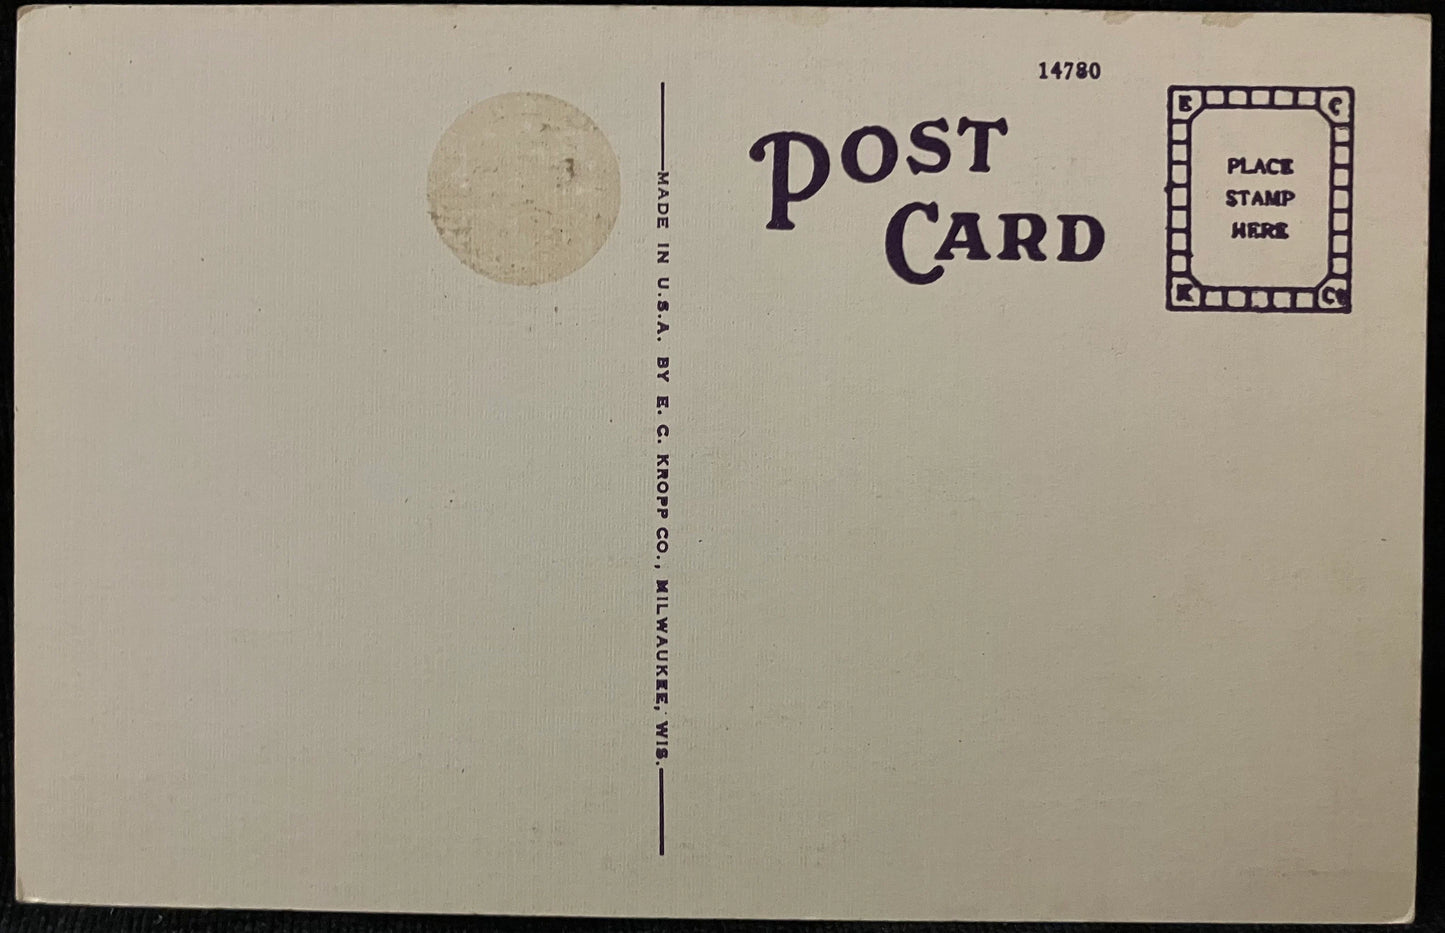 14780
POST
CARD
E C
PLACE
STAMP
HERE
K Co
MADE IN U.S.A. BY E. C. KROPP CO., MILWAUKEE, WIS.